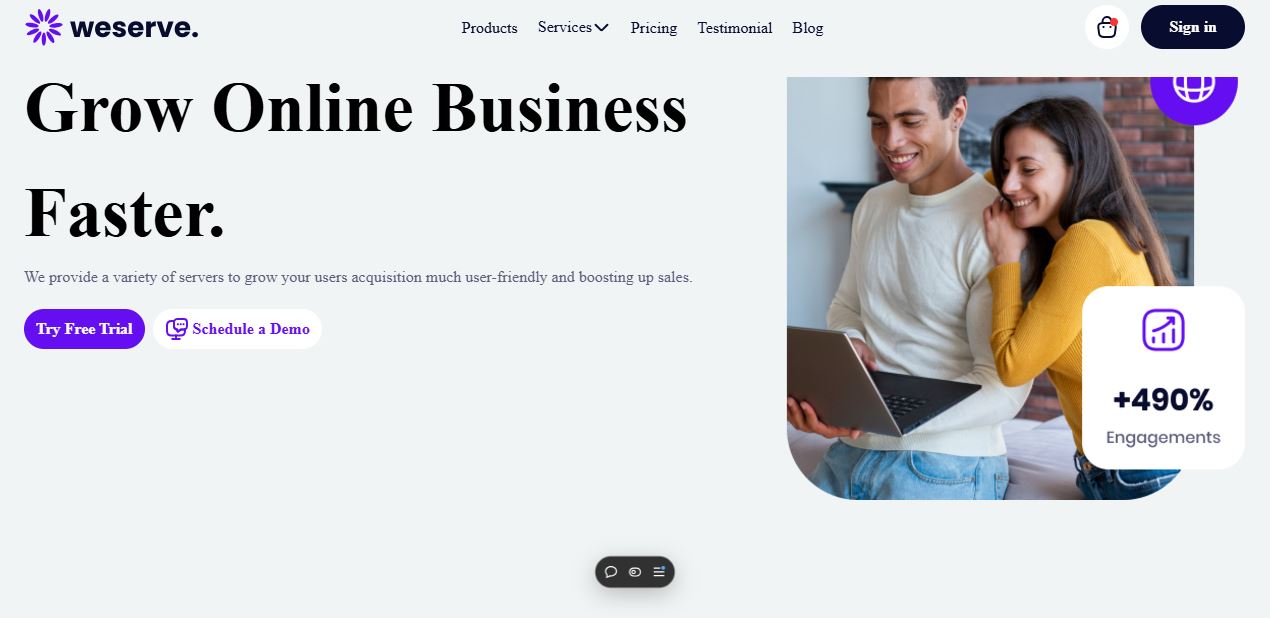 weserve.
Products Services Pricing Testimonial Blog
Sign in
Grow Online Business
Faster.
We provide a variety of servers to grow your users acquisition much user-friendly and boosting up sales.
Try Free Trial
Schedule a Demo
+490%
Engagements